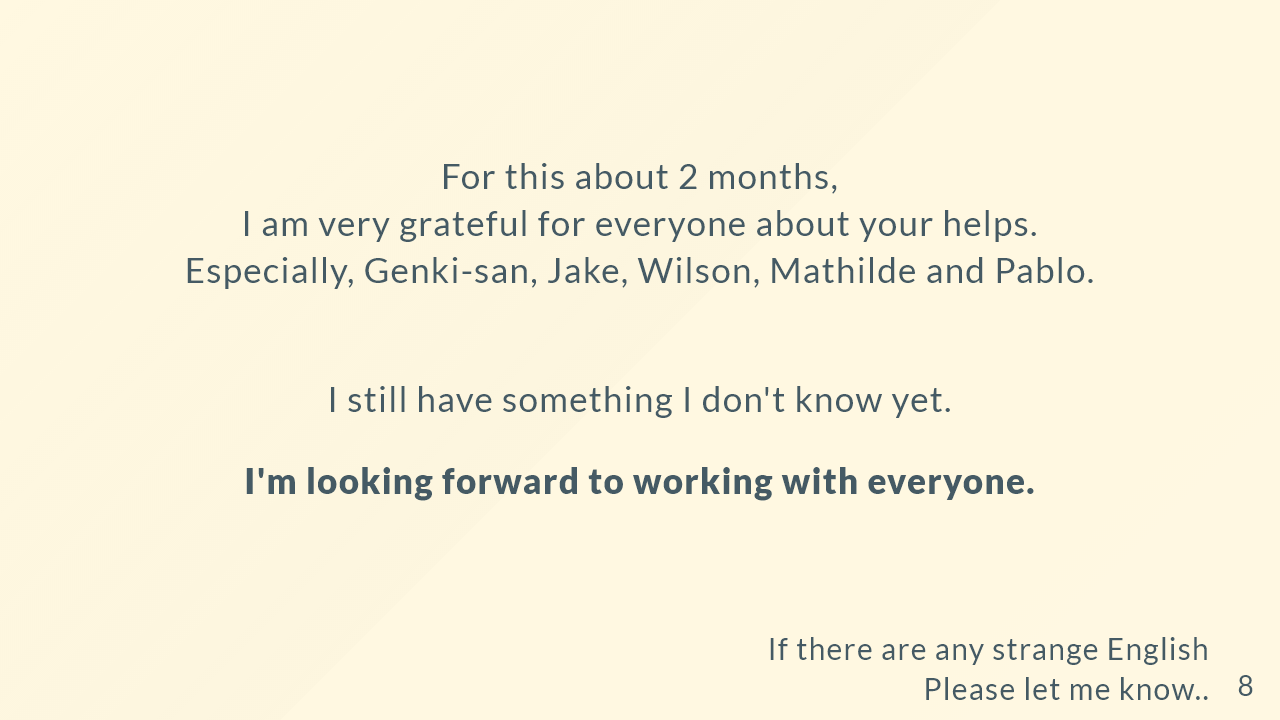 For this about 2 months,
I am very grateful for everyone about your helps.
Especially, Genki-san, Jake, Wilson, Mathilde and Pablo.
I still have something I don't know yet.
I'm looking forward to working with everyone.
If there are any strange English
Please let me know..
8